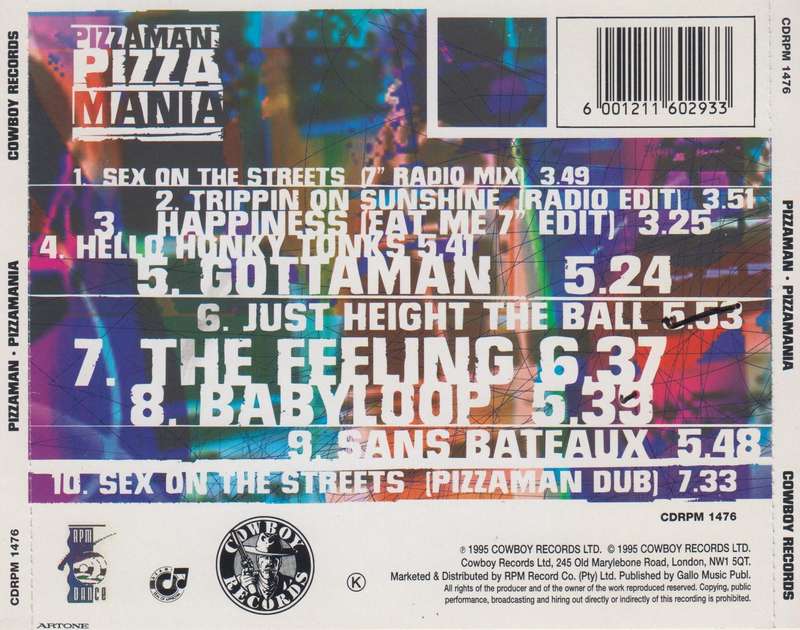 COWBOY RECORDS
PIZZAMAN • PIZZAMANIA
CDRPM 1476
PIZZAMAN
PIZZA
MANIA
6 001211 602933
CDRPM 1476
PIZZAMAN • PIZZAMANIA
COWBOY RECORDS
1. SEX ON THE STREETS (7" RADIO MIX) 3.49
2. TRIPPIN ON SUNSHINE (RADIO EDIT) 3.51
3. HAPPINESS (EAT ME 7" EDIT) 3.25
4. HELLO HONKY TONKS 5.41
5. GOTTAMAN 5.24
6. JUST HEIGHT THE BALL 5.53
7. THE FEELING 6.37
8. BABYLOOP 5.39
9. SANS BATEAUX 5.48
10. SEX ON THE STREETS (PIZZAMAN DUB) 7.33
CDRPM 1476
RPM
DANCE
COWBOY
RECORDS
K
℗ 1995 COWBOY RECORDS LTD. © 1995 COWBOY RECORDS LTD.
Cowboy Records Ltd, 245 Old Marylebone Road, London, NW1 5QT.
Marketed & Distributed by RPM Record Co. (Pty) Ltd. Published by Gallo Music Publ.
All rights of the producer and of the owner of the work reproduced reserved. Copying, public
performance, broadcasting and hiring out directly or indirectly of this recording is prohibited.
ARTONE